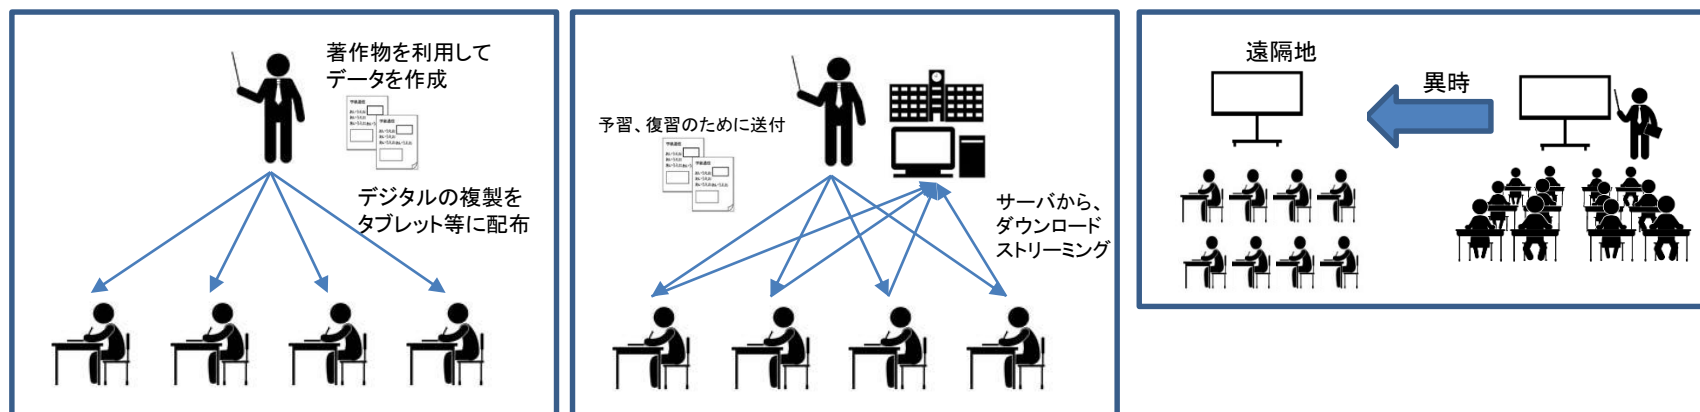 著作物を利用して
データを作成
デジタルの複製を
タブレット等に配布
予習、復習のために送付
サーバから、
ダウンロード
ストリーミング
遠隔地
異時